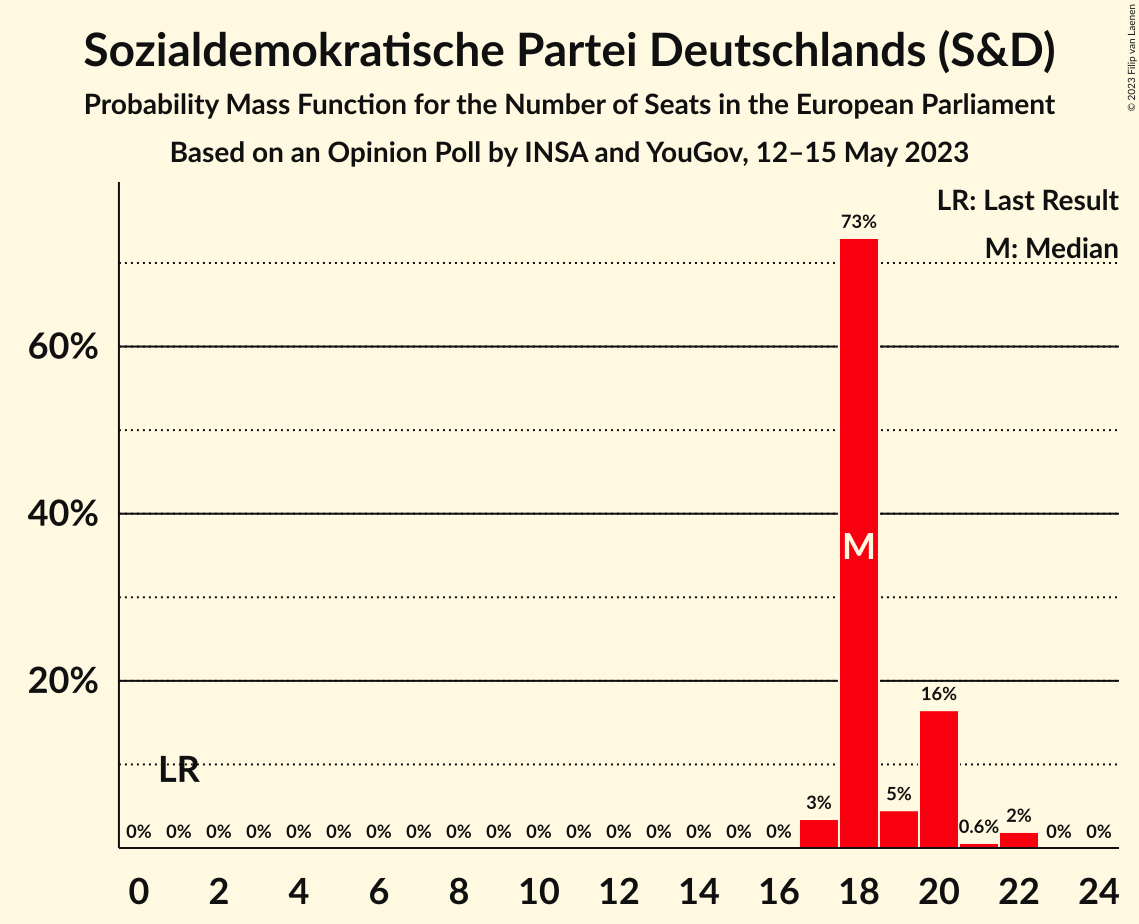 Sozialdemokratische Partei Deutschlands (S&D)
Probability Mass Function for the Number of Seats in the European Parliament
Based on an Opinion Poll by INSA and YouGov, 12–15 May 2023
© 2023 Filip van Laenen
LR: Last Result
M: Median
73%
60%
40%
M
20%
16%
LR
3%
5%
0.6%
2%
0% 0% 0% 0% 0% 0% 0% 0% 0% 0% 0% 0% 0% 0% 0% 0% 0% 0% 0%
0 2 4 6 8 10 12 14 16 18 20 22 24